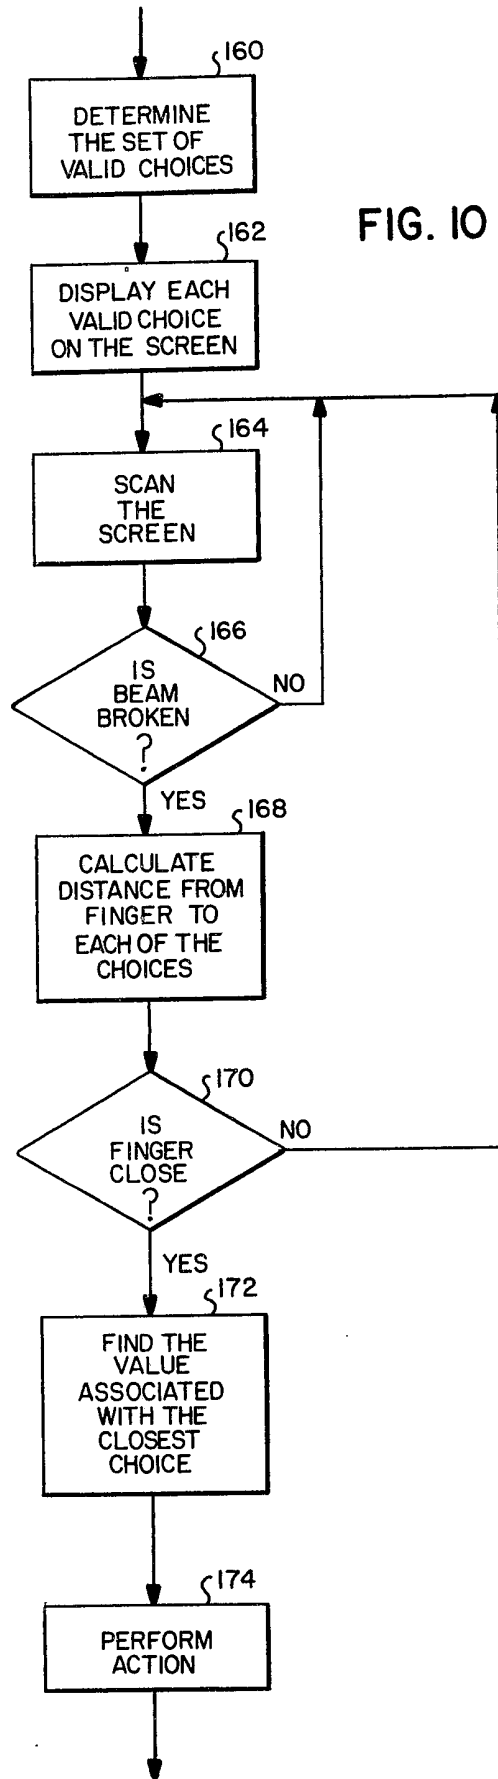 160
DETERMINE
THE SET OF
VALID CHOICES
FIG. 10
162
DISPLAY EACH
VALID CHOICE
ON THE SCREEN
164
SCAN
THE
SCREEN
166
IS
BEAM
BROKEN
?
NO
YES
168
CALCULATE
DISTANCE FROM
FINGER TO
EACH OF THE
CHOICES
170
IS
FINGER
CLOSE
?
NO
YES
172
FIND THE
VALUE
ASSOCIATED
WITH THE
CLOSEST
CHOICE
174
PERFORM
ACTION